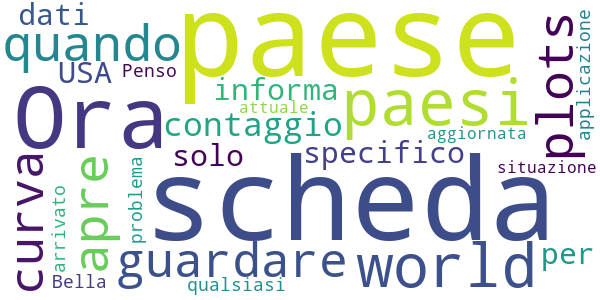 dati
quando
paese
plots
applicazione
USA
Penso
informa
paesi
Ora
attuale
contaggio
aggiornata
curva
apre
solo
specifico
scheda
situazione
arrivato
problema
guardare
world
per
Bella
qualsiasi